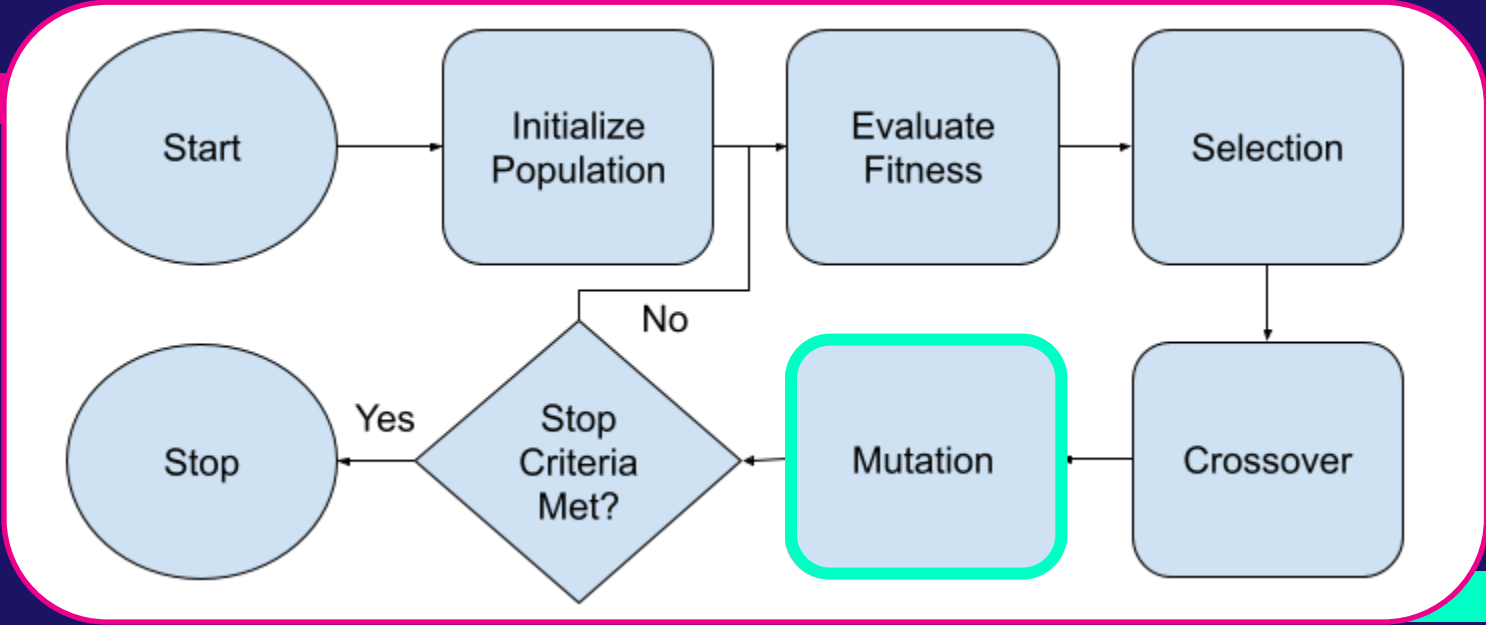 Start
Initialize
Population
Evaluate
Fitness
Selection
No
Stop
Yes
Stop
Criteria
Met?
Mutation
Crossover